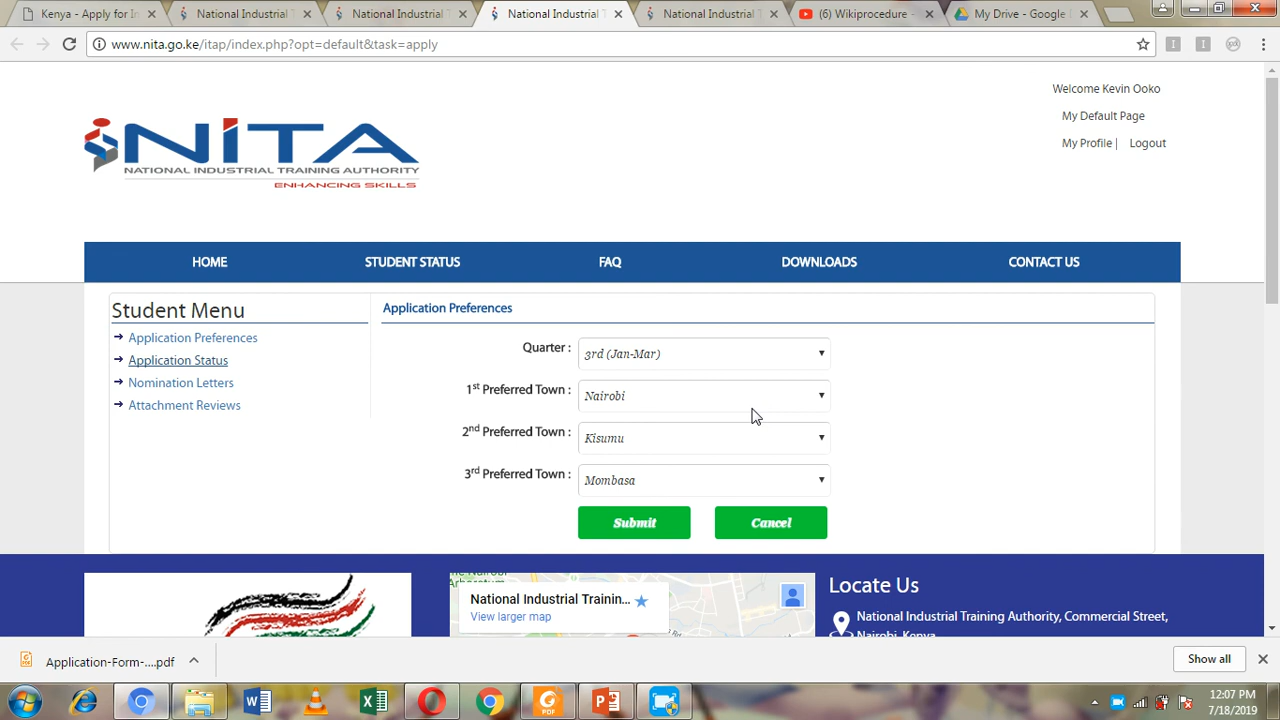 Kenya - Apply for In
National Industrial T
National Industrial T
National Industrial T
National Industrial T
(6) Wikiprocedure -
My Drive - Google D
www.nita.go.ke/itap/index.php?opt=default&task=apply
Welcome Kevin Ooko
My Default Page
My Profile | Logout
NITA
NATIONAL INDUSTRIAL TRAINING AUTHORITY
ENHANCING SKILLS
HOME STUDENT STATUS FAQ DOWNLOADS CONTACT US
Student Menu
Application Preferences
Application Status
Nomination Letters
Attachment Reviews
Application Preferences
Quarter : 3rd (Jan-Mar)
1st Preferred Town : Nairobi
2nd Preferred Town : Kisumu
3rd Preferred Town : Mombasa
Submit Cancel
Arboretum
National Industrial Trainin...
View larger map
Locate Us
National Industrial Training Authority, Commercial Street,
Nairobi, Kenya
Application-Form-....pdf
Show all
12:07 PM
7/18/2019